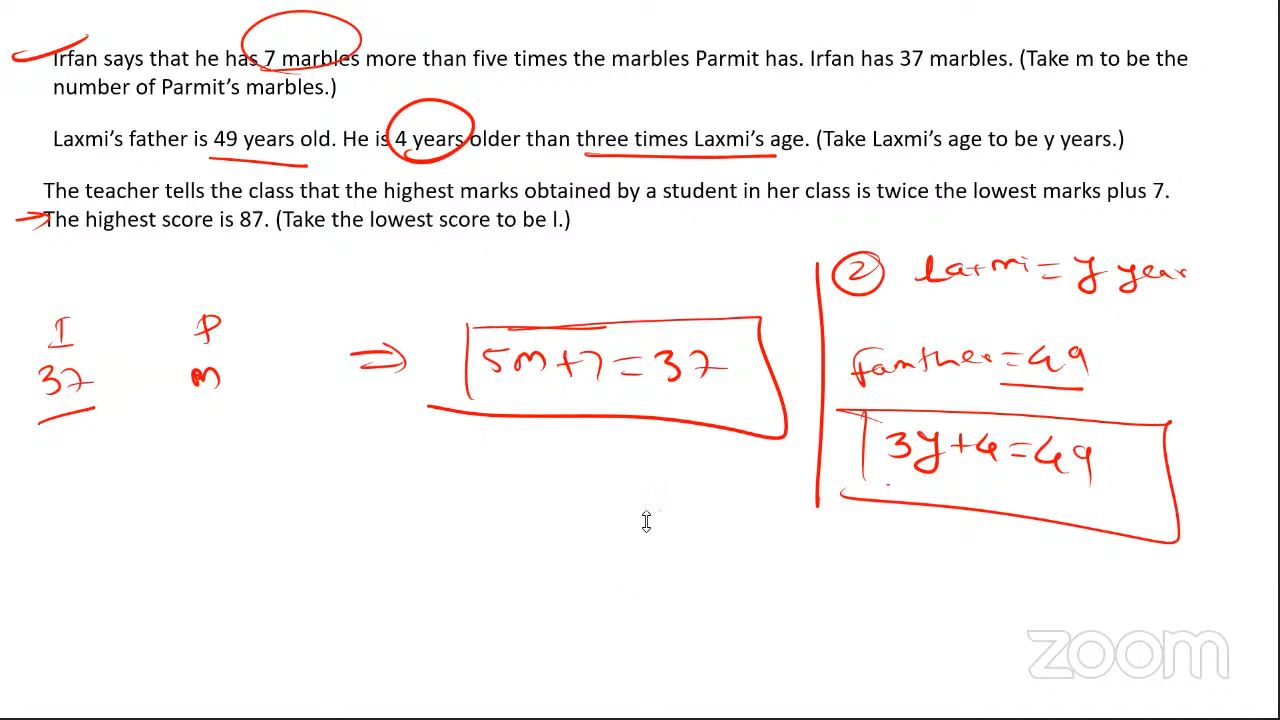 Irfan says that he has 7 marbles more than five times the marbles Parmit has. Irfan has 37 marbles. (Take m to be the
number of Parmit's marbles.)
Laxmi's father is 49 years old. He is 4 years older than three times Laxmi's age. (Take Laxmi's age to be y years.)
The teacher tells the class that the highest marks obtained by a student in her class is twice the lowest marks plus 7.
The highest score is 87. (Take the lowest score to be l.)
I P
37 m ⇒ 5m+7=37
② Laxmi = y year
famther = 49
3y+4=49
zoom